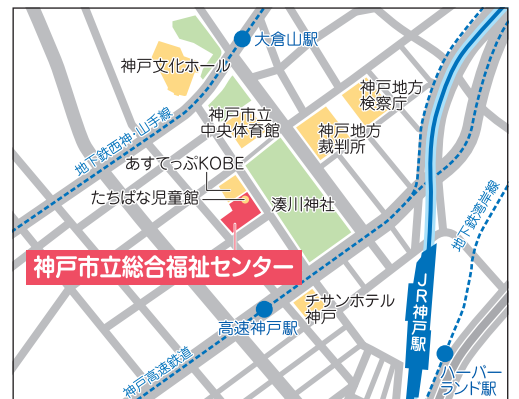 大倉山駅
神戸文化ホール
神戸地方
検察庁
神戸市立
中央体育館
神戸地方
裁判所
地下鉄西神・山手線
あすてっぷKOBE
たちばな児童館
湊川神社
地下鉄湾岸線
神戸市立総合福祉センター
JR神戸駅
チサンホテル
神戸
高速神戸駅
神戸高速鉄道
ハーバー
ランド駅